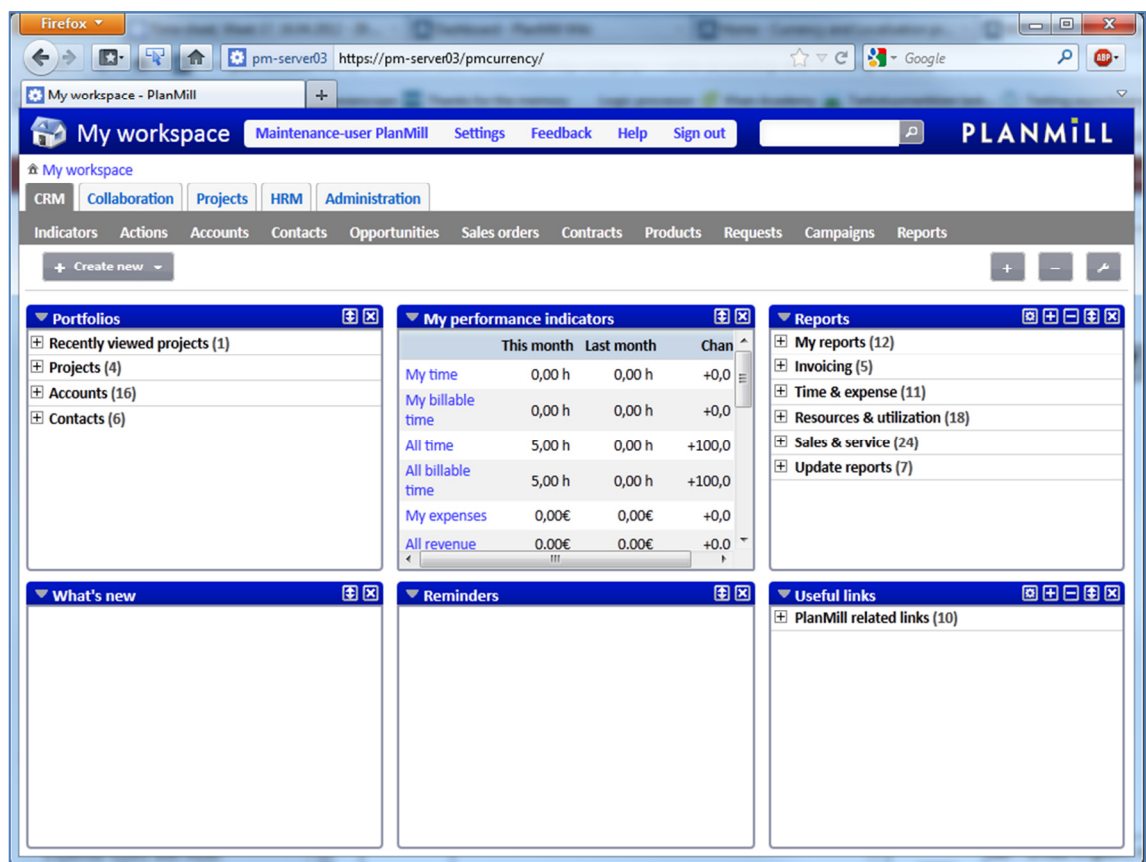 Firefox
pm-server03 https://pm-server03/pmcurrency/ Google ABP
My workspace - PlanMill
My workspace Maintenance-user PlanMill Settings Feedback Help Sign out PLANMiLL
My workspace
CRM Collaboration Projects HRM Administration
Indicators Actions Accounts Contacts Opportunities Sales orders Contracts Products Requests Campaigns Reports
+ Create new + –
Portfolios
Recently viewed projects (1)
Projects (4)
Accounts (16)
Contacts (6)
My performance indicators
This month Last month Chan
My time 0,00 h 0,00 h +0,0
My billable
time 0,00 h 0,00 h +0,0
All time 5,00 h 0,00 h +100,0
All billable
time 5,00 h 0,00 h +100,0
My expenses 0,00€ 0,00€ +0,0
All revenue 0.00€ 0.00€ +0.0
Reports
My reports (12)
Invoicing (5)
Time & expense (11)
Resources & utilization (18)
Sales & service (24)
Update reports (7)
What's new
Reminders
Useful links
PlanMill related links (10)